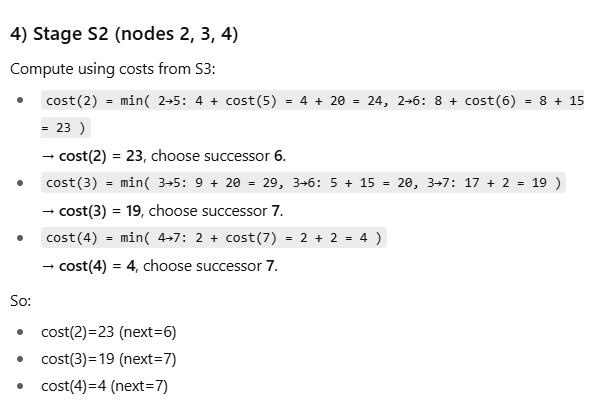 4) Stage S2 (nodes 2, 3, 4)
Compute using costs from S3:
• cost(2) = min( 2→5: 4 + cost(5) = 4 + 20 = 24, 2→6: 8 + cost(6) = 8 + 15
= 23 )
→ cost(2) = 23, choose successor 6.
• cost(3) = min( 3→5: 9 + 20 = 29, 3→6: 5 + 15 = 20, 3→7: 17 + 2 = 19 )
→ cost(3) = 19, choose successor 7.
• cost(4) = min( 4→7: 2 + cost(7) = 2 + 2 = 4 )
→ cost(4) = 4, choose successor 7.
So:
• cost(2)=23 (next=6)
• cost(3)=19 (next=7)
• cost(4)=4 (next=7)